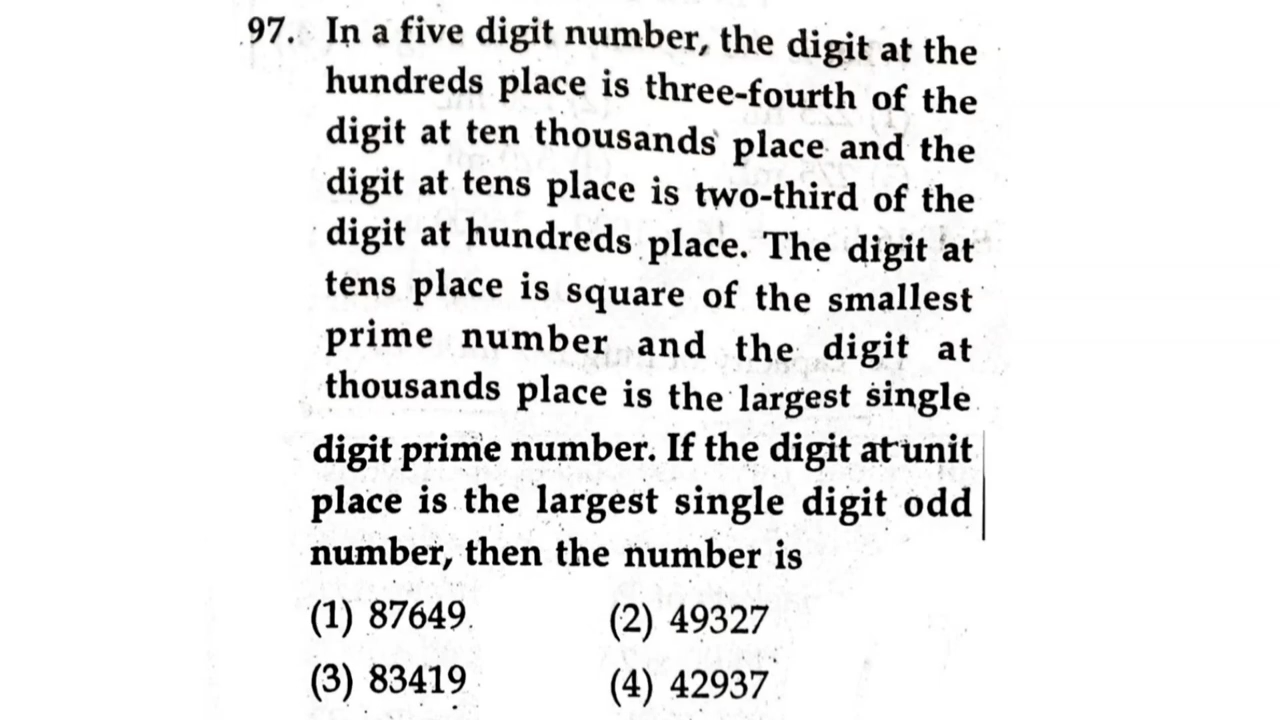 97. In a five digit number, the digit at the
hundreds place is three-fourth of the
digit at ten thousands place and the
digit at tens place is two-third of the
digit at hundreds place. The digit at
tens place is square of the smallest
prime number and the digit at
thousands place is the largest single
digit prime number. If the digit at unit
place is the largest single digit odd
number, then the number is
(1) 87649. (2) 49327
(3) 83419 (4) 42937